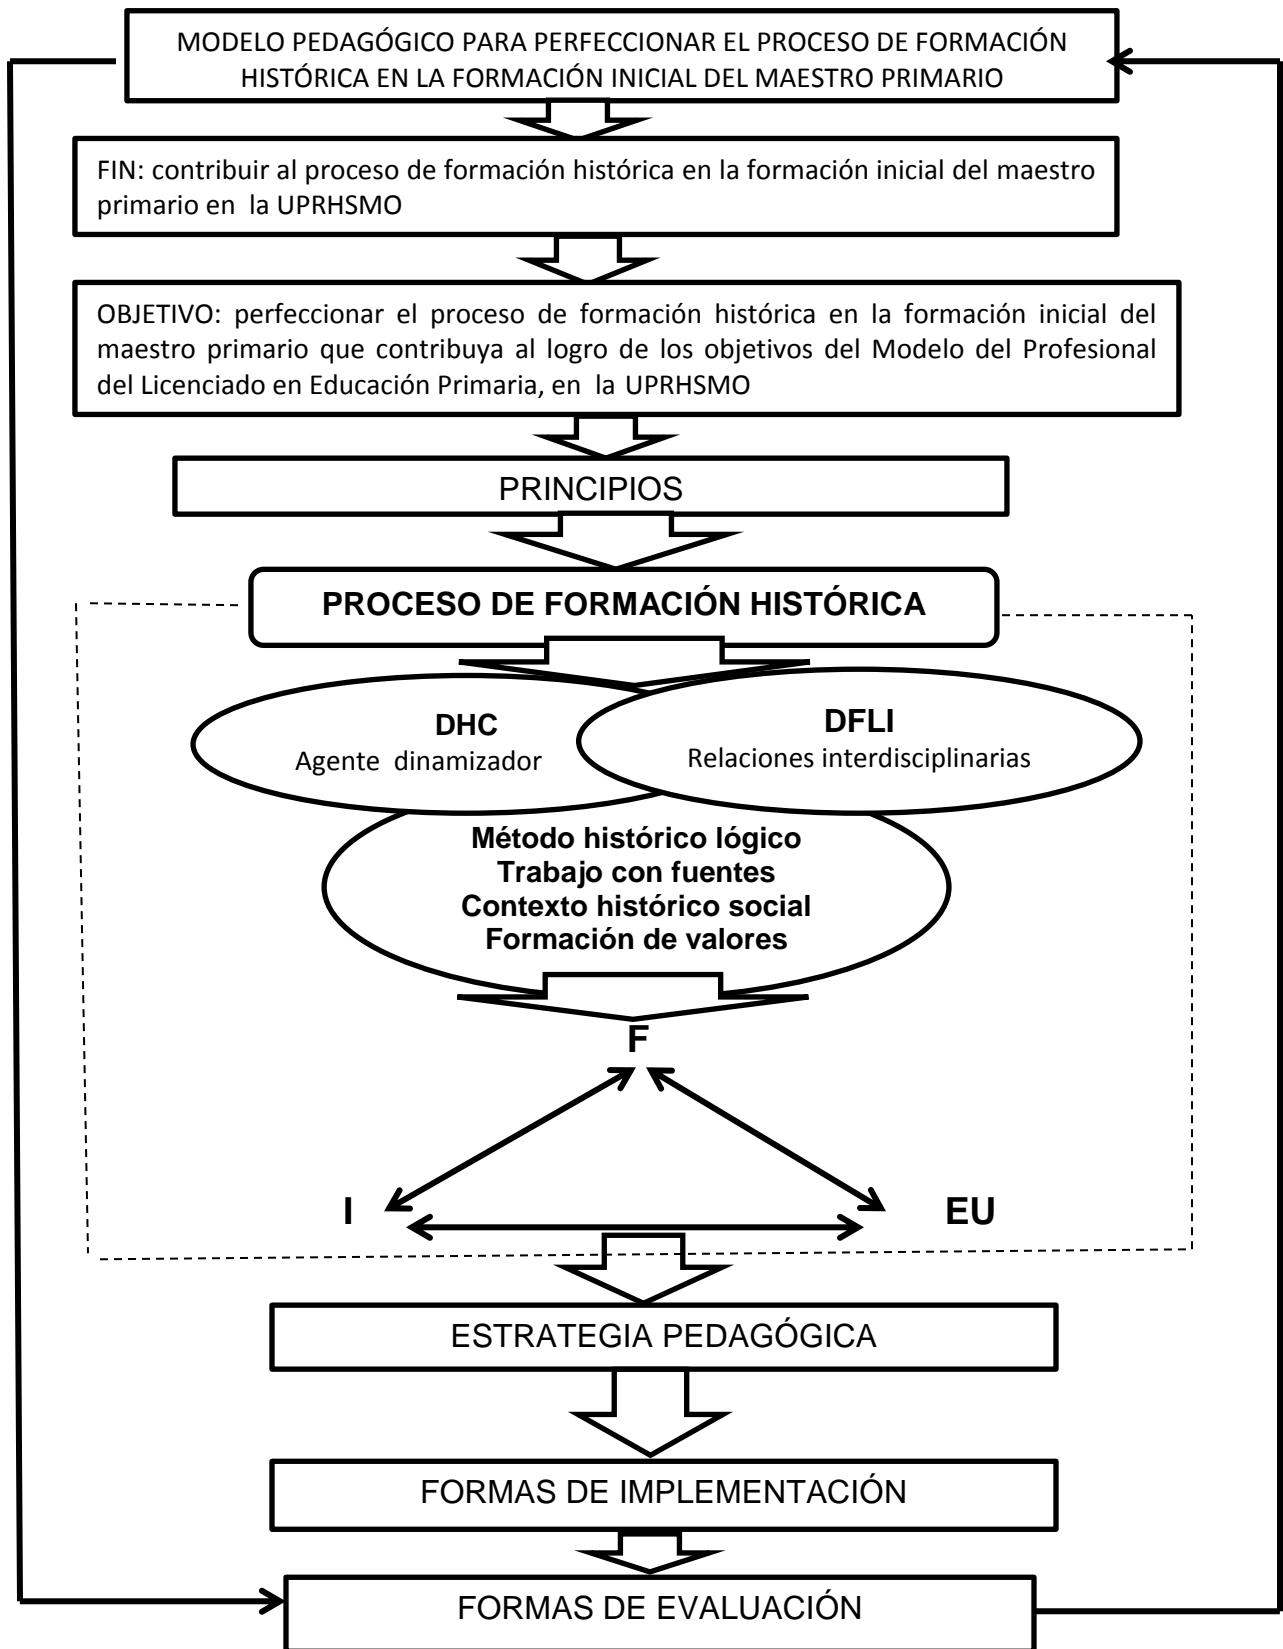 MODELO PEDAGÓGICO PARA PERFECCIONAR EL PROCESO DE FORMACIÓN
HISTÓRICA EN LA FORMACIÓN INICIAL DEL MAESTRO PRIMARIO
FIN: contribuir al proceso de formación histórica en la formación inicial del maestro
primario en la UPRHSMO
OBJETIVO: perfeccionar el proceso de formación histórica en la formación inicial del
maestro primario que contribuya al logro de los objetivos del Modelo del Profesional
del Licenciado en Educación Primaria, en la UPRHSMO
PRINCIPIOS
PROCESO DE FORMACIÓN HISTÓRICA
DHC
Agente dinamizador
DFLI
Relaciones interdisciplinarias
Método histórico lógico
Trabajo con fuentes
Contexto histórico social
Formación de valores
F
I
EU
ESTRATEGIA PEDAGÓGICA
FORMAS DE IMPLEMENTACIÓN
FORMAS DE EVALUACIÓN